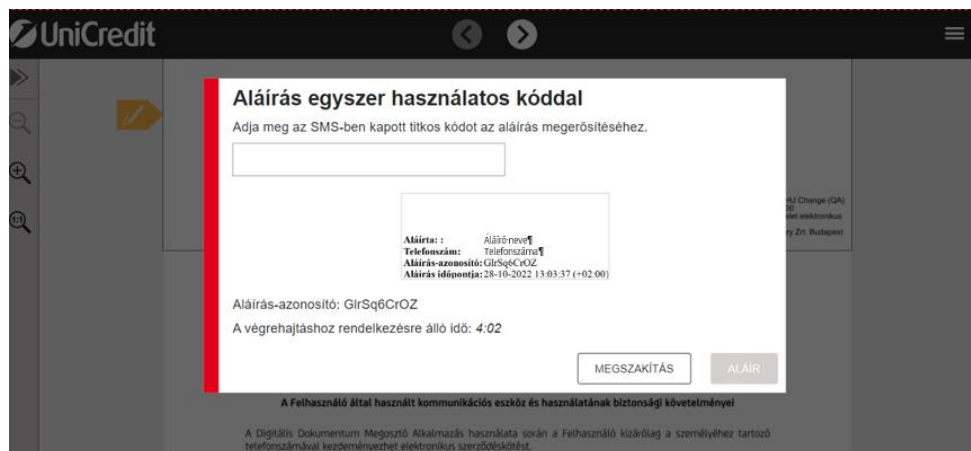 UniCredit
Aláírás egyszer használatos kóddal
Adja meg az SMS-ben kapott titkos kódot az aláírás megerősítéséhez.
1:1
HU Change (QA)
elektronikus
Zrt. Budapest
Aláírta: : Aláíró neve¶
Telefonszám: Telefonszáma¶
Aláírás-azonosító: GlrSq6CrOZ
Aláírás időpontja: 28-10-2022 13:03:37 (+02:00)
Aláírás-azonosító: GlrSq6CrOZ
A végrehajtáshoz rendelkezésre álló idő: 4:02
MEGSZAKÍTÁS ALÁÍR
A Felhasználó által használt kommunikációs eszköz és használatának biztonsági követelményei
A Digitális Dokumentum Megosztó Alkalmazás használata során a Felhasználó kizárólag a személyéhez tartozó
telefonszámával kezdeményezhet elektronikus szerződéskötést.